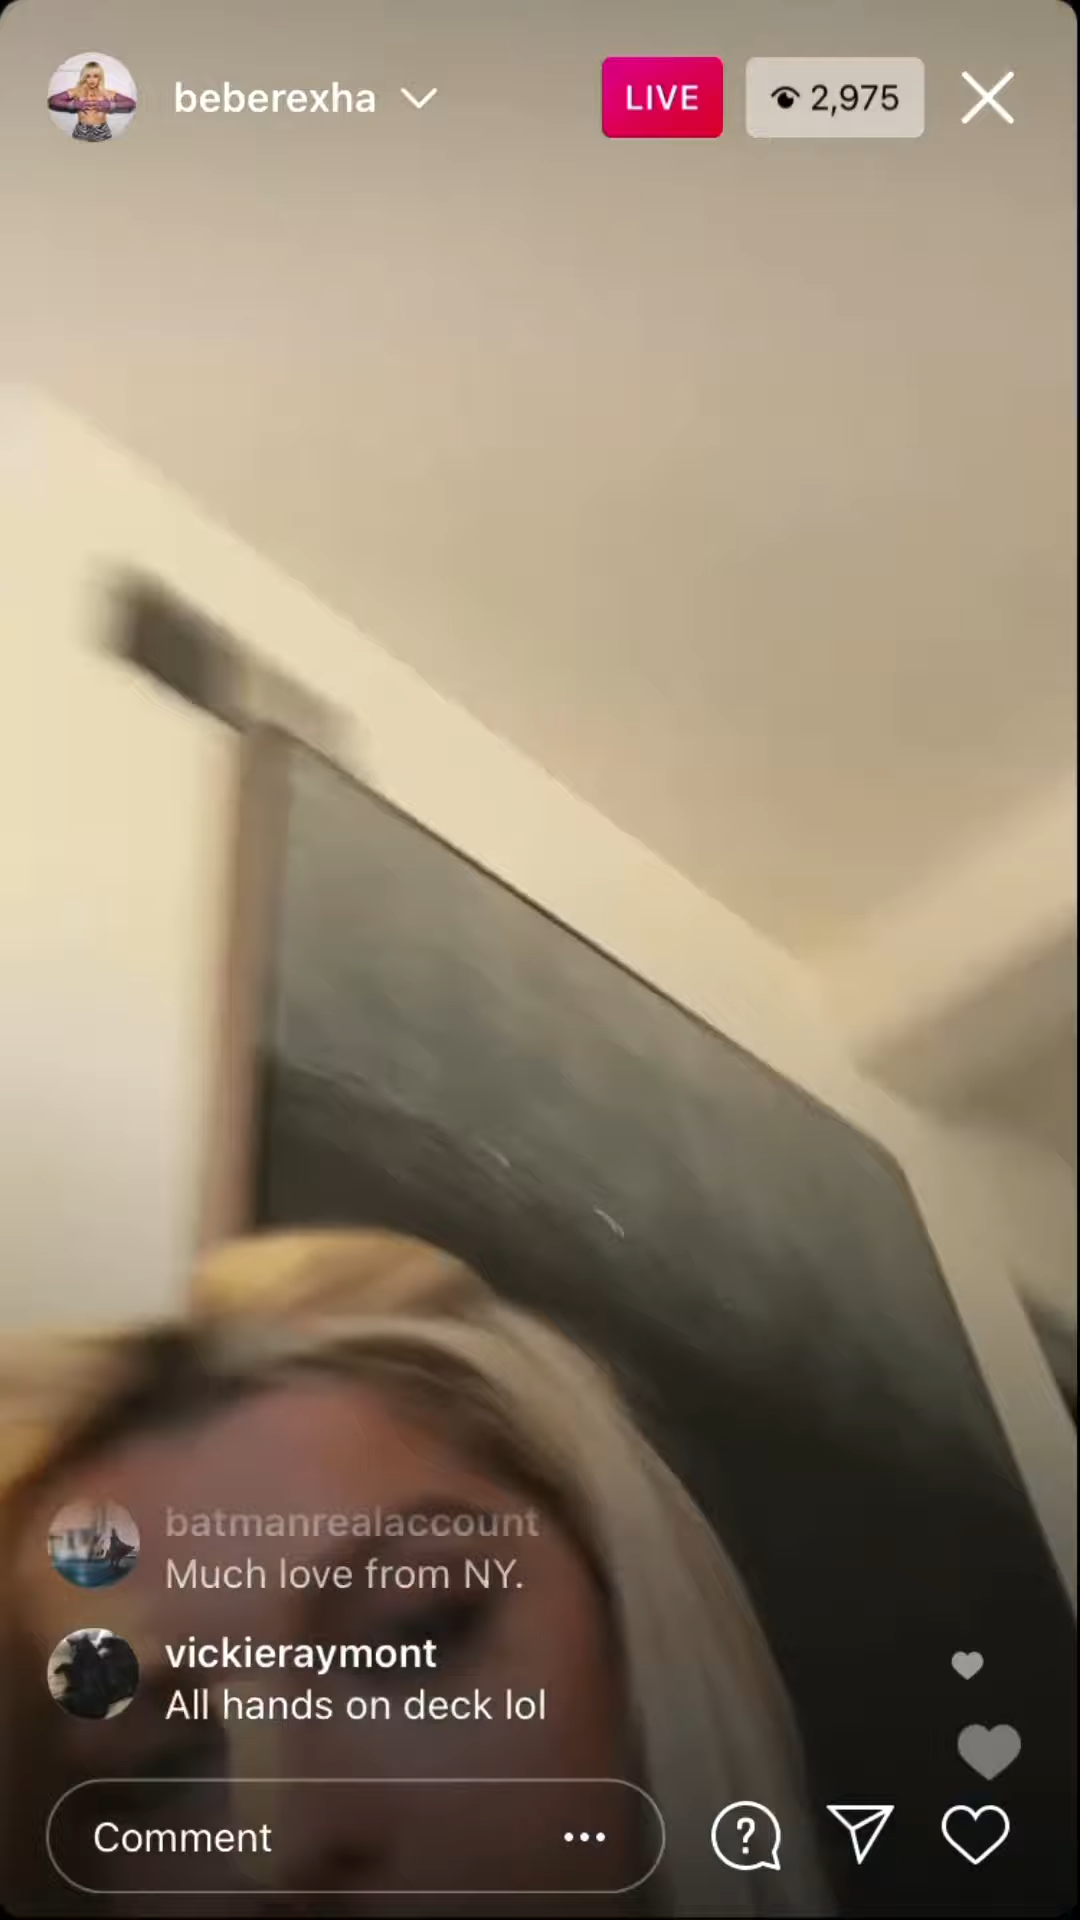 beberexha
LIVE
2,975
batmanrealaccount
Much love from NY.
vickieraymont
All hands on deck lol
Comment